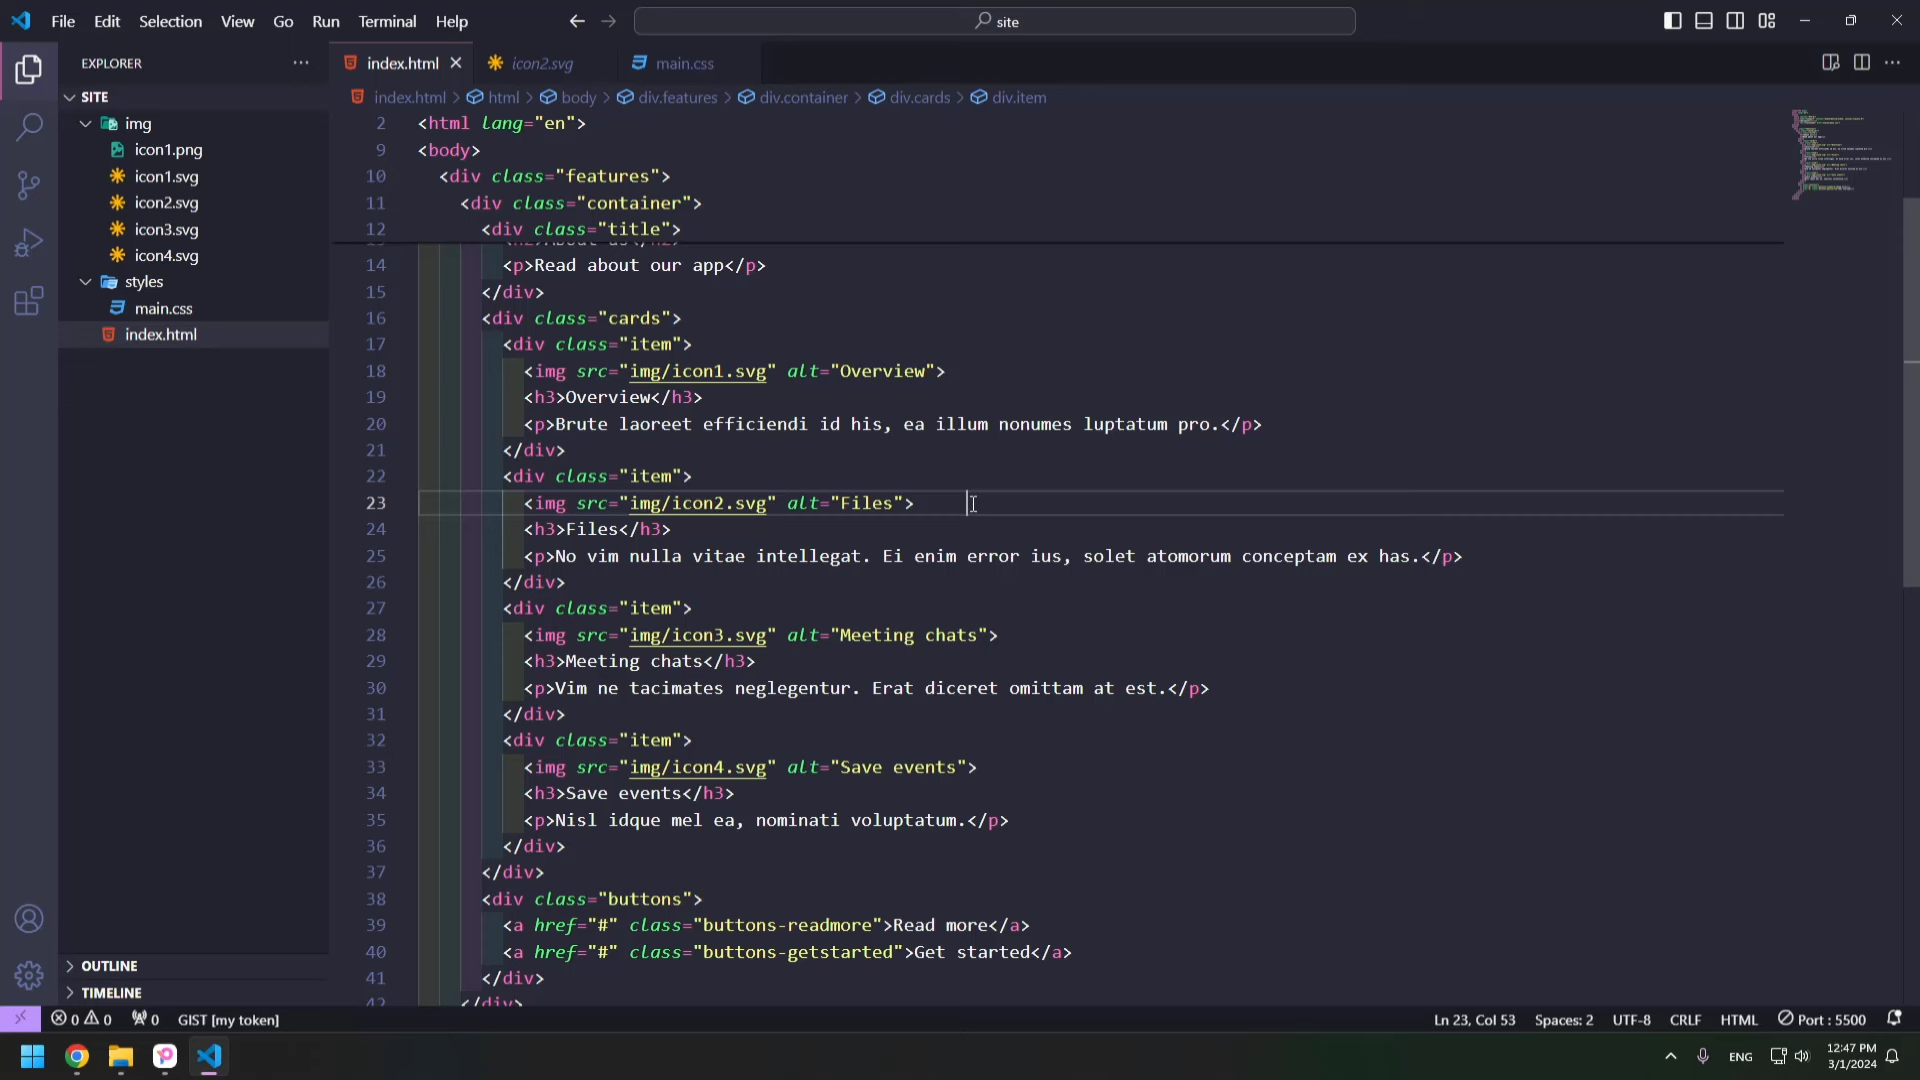 File Edit Selection View Go Run Terminal Help
site
EXPLORER
SITE
img
icon1.png
icon1.svg
icon2.svg
icon3.svg
icon4.svg
styles
main.css
index.html
OUTLINE
TIMELINE
index.html icon2.svg main.css
index.html > html > body > div.features > div.container > div.cards > div.item
2 <html lang="en">
9 <body>
10 <div class="features">
11 <div class="container">
12 <div class="title">
<h2>About us</h2>
14 <p>Read about our app</p>
15 </div>
16 <div class="cards">
17 <div class="item">
18 <img src="img/icon1.svg" alt="Overview">
19 <h3>Overview</h3>
20 <p>Brute laoreet efficiendi id his, ea illum nonumes luptatum pro.</p>
21 </div>
22 <div class="item">
23 <img src="img/icon2.svg" alt="Files">
24 <h3>Files</h3>
25 <p>No vim nulla vitae intellegat. Ei enim error ius, solet atomorum conceptam ex has.</p>
26 </div>
27 <div class="item">
28 <img src="img/icon3.svg" alt="Meeting chats">
29 <h3>Meeting chats</h3>
30 <p>Vim ne tacimates neglegentur. Erat diceret omittam at est.</p>
31 </div>
32 <div class="item">
33 <img src="img/icon4.svg" alt="Save events">
34 <h3>Save events</h3>
35 <p>Nisl idque mel ea, nominati voluptatum.</p>
36 </div>
37 </div>
38 <div class="buttons">
39 <a href="#" class="buttons-readmore">Read more</a>
40 <a href="#" class="buttons-getstarted">Get started</a>
41 </div>
42 </div>
0 0 0 GIST [my token] Ln 23, Col 53 Spaces: 2 UTF-8 CRLF HTML Port : 5500
ENG 12:47 PM
3/1/2024